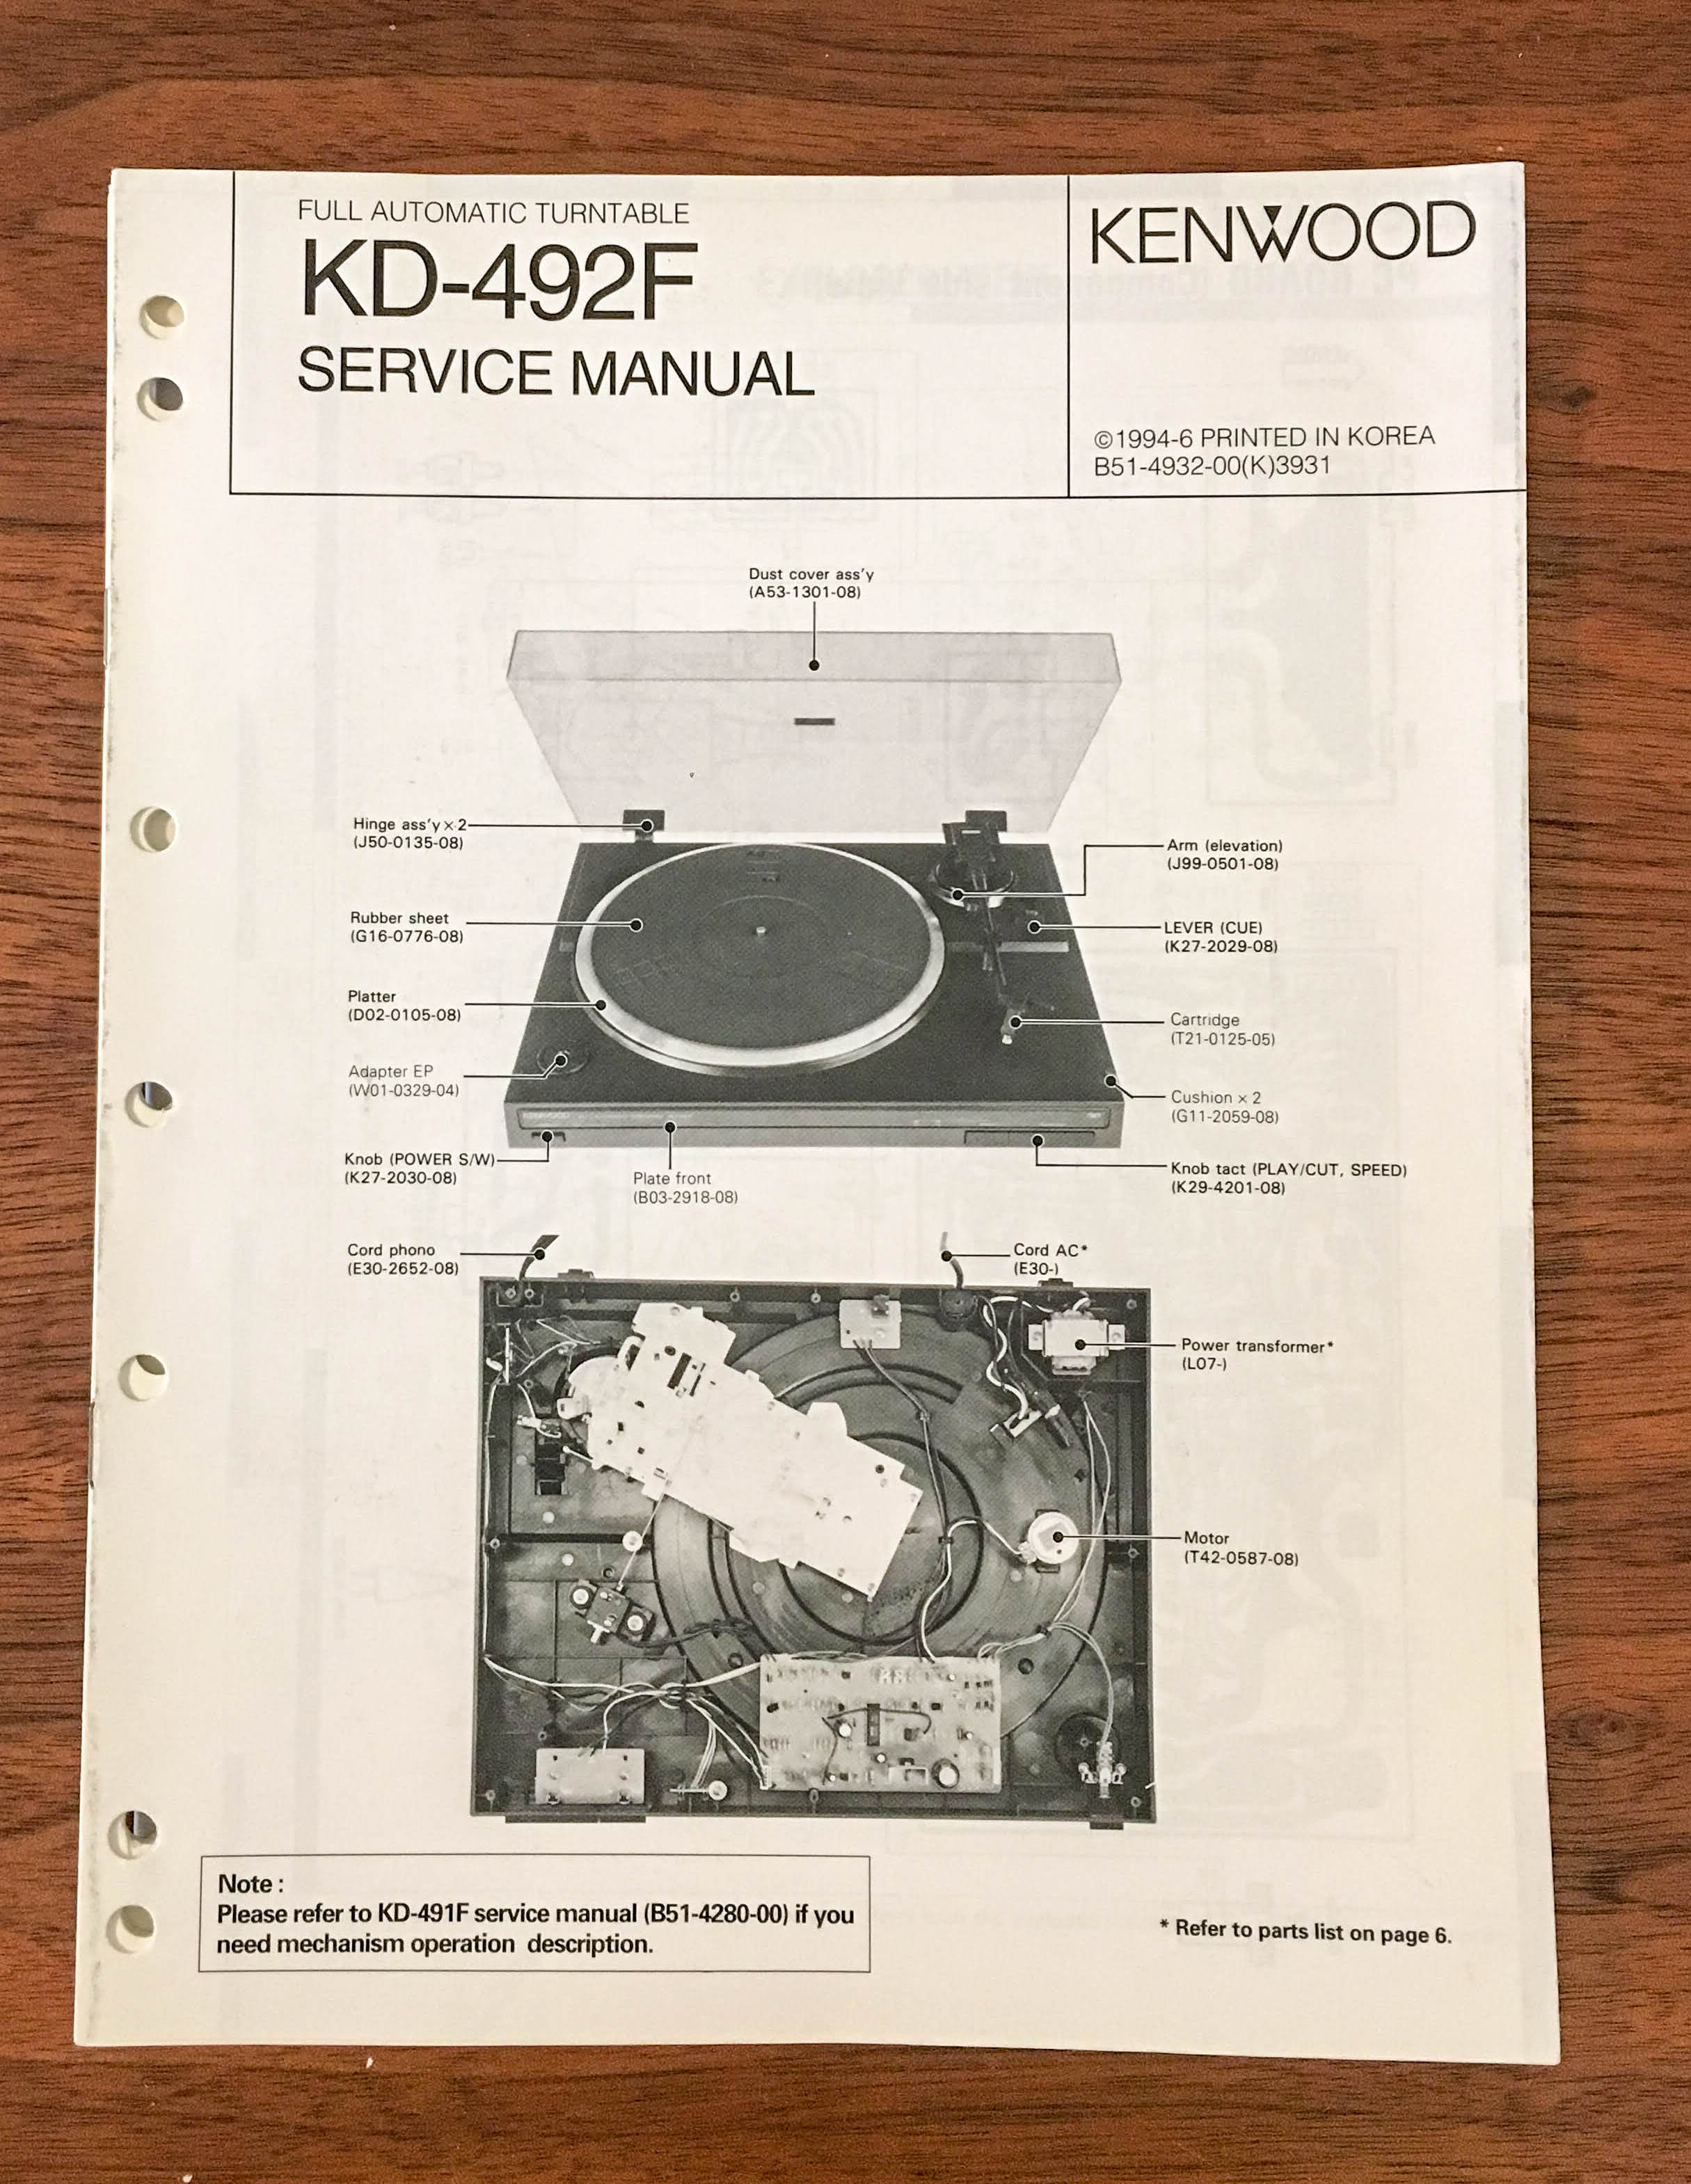 FULL AUTOMATIC TURNTABLE
KD-492F
SERVICE MANUAL
KENWOOD
©1994-6 PRINTED IN KOREA
B51-4932-00(K)3931
Dust cover ass'y
(A53-1301-08)
Hinge ass'y×2
(J50-0135-08)
Arm (elevation)
(J99-0501-08)
Rubber sheet
(G16-0776-08)
LEVER (CUE)
(K27-2029-08)
Platter
(D02-0105-08)
Cartridge
(T21-0125-05)
Adapter EP
(W01-0329-04)
Cushion × 2
(G11-2059-08)
Knob (POWER S/W)
(K27-2030-08)
Plate front
(B03-2918-08)
Knob tact (PLAY/CUT, SPEED)
(K29-4201-08)
Cord phono
(E30-2652-08)
Cord AC*
(E30-)
Power transformer*
(L07-)
Motor
(T42-0587-08)
Note :
Please refer to KD-491F service manual (B51-4280-00) if you
need mechanism operation description.
* Refer to parts list on page 6.